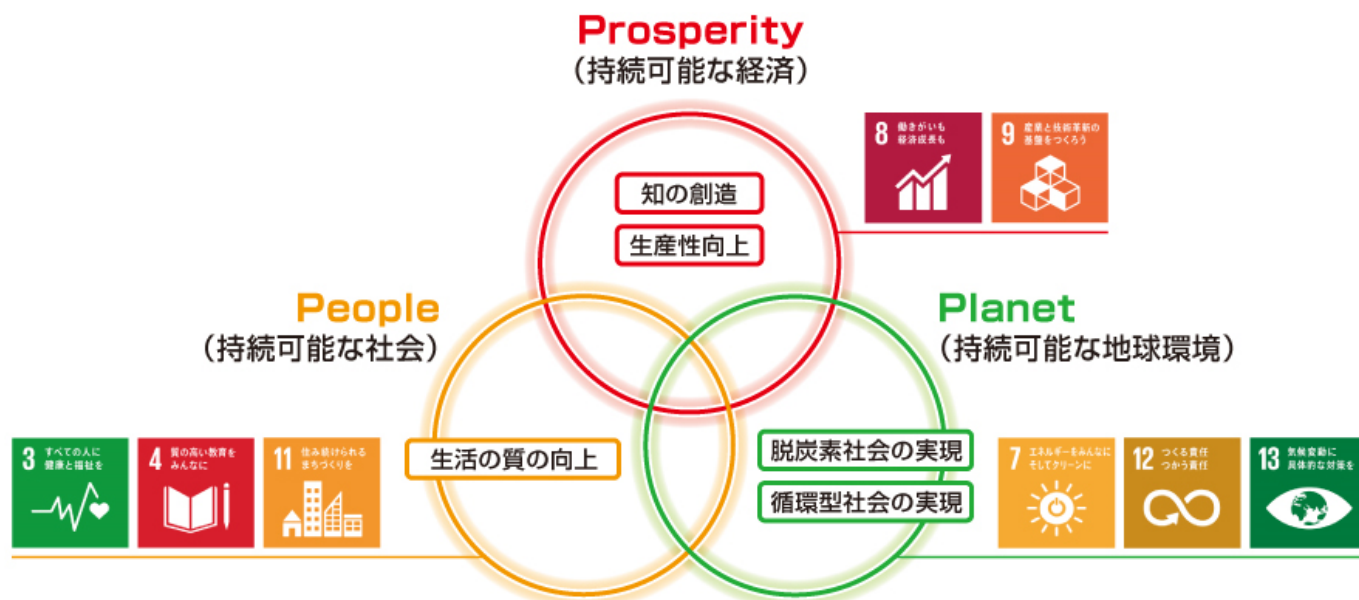 Prosperity
（持続可能な経済）
8 働きがいも
経済成長も
9 産業と技術革新の
基盤をつくろう
知の創造
生産性向上
People
（持続可能な社会）
Planet
（持続可能な地球環境）
3 すべての人に
健康と福祉を
4 質の高い教育を
みんなに
11 住み続けられる
まちづくりを
生活の質の向上
脱炭素社会の実現
循環型社会の実現
7 エネルギーをみんなに
そしてクリーンに
12 つくる責任
つかう責任
13 気候変動に
具体的な対策を